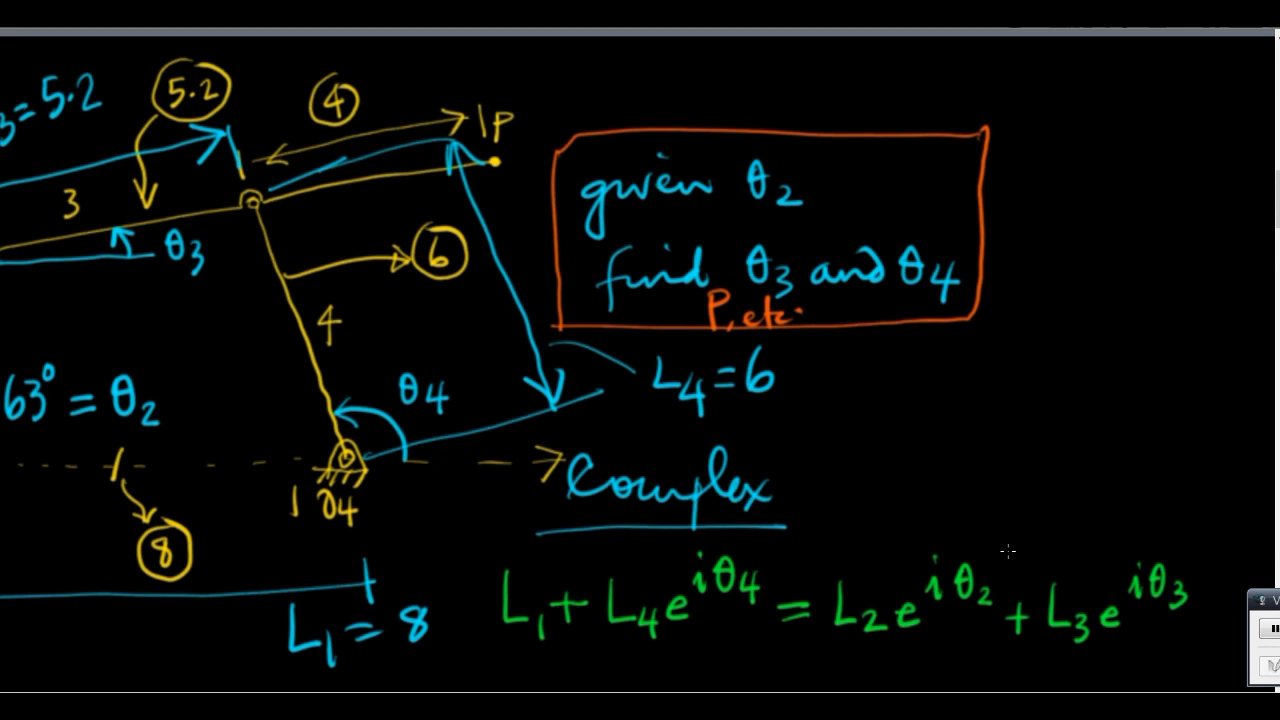 3=5.2
5.2
4
P
3
θ3
6
given θ2
find θ3 and θ4
P, etc.
4
θ4
L4=6
63° = θ2
Complex
1 O4
8
L1=8
L1+L4e^iθ4 = L2e^iθ2 + L3e^iθ3
V